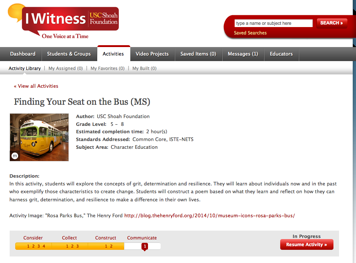 IWitness USC Shoah
Foundation
One Voice at a Time
type a name or subject here
SEARCH ›
Saved Searches
Dashboard Students & Groups Activities Video Projects Saved Items (0) Messages (1) Educators
Activity Library | My Assigned (0) | My Favorites (0) | My Built (0)
« View all Activities
Finding Your Seat on the Bus (MS)
Author: USC Shoah Foundation
Grade Level: 5 - 8
Estimated completion time: 2 hour(s)
Standards Addressed: Common Core, ISTE-NETS
Subject Area: Character Education
Description:
In this activity, students will explore the concepts of grit, determination and resilience. They will learn about individuals now and in the past
who exemplify those characteristics to create change. Students will construct a poem based on what they learn and reflect on how they can
harness grit, determination, and resilience to make a difference in their own lives.
Activity Image: "Rosa Parks Bus," The Henry Ford http://blog.thehenryford.org/2014/10/museum-icons-rosa-parks-bus/
Consider Collect Construct Communicate
1 2 3 4 1 2 3 1 2 1
In Progress
Resume Activity »